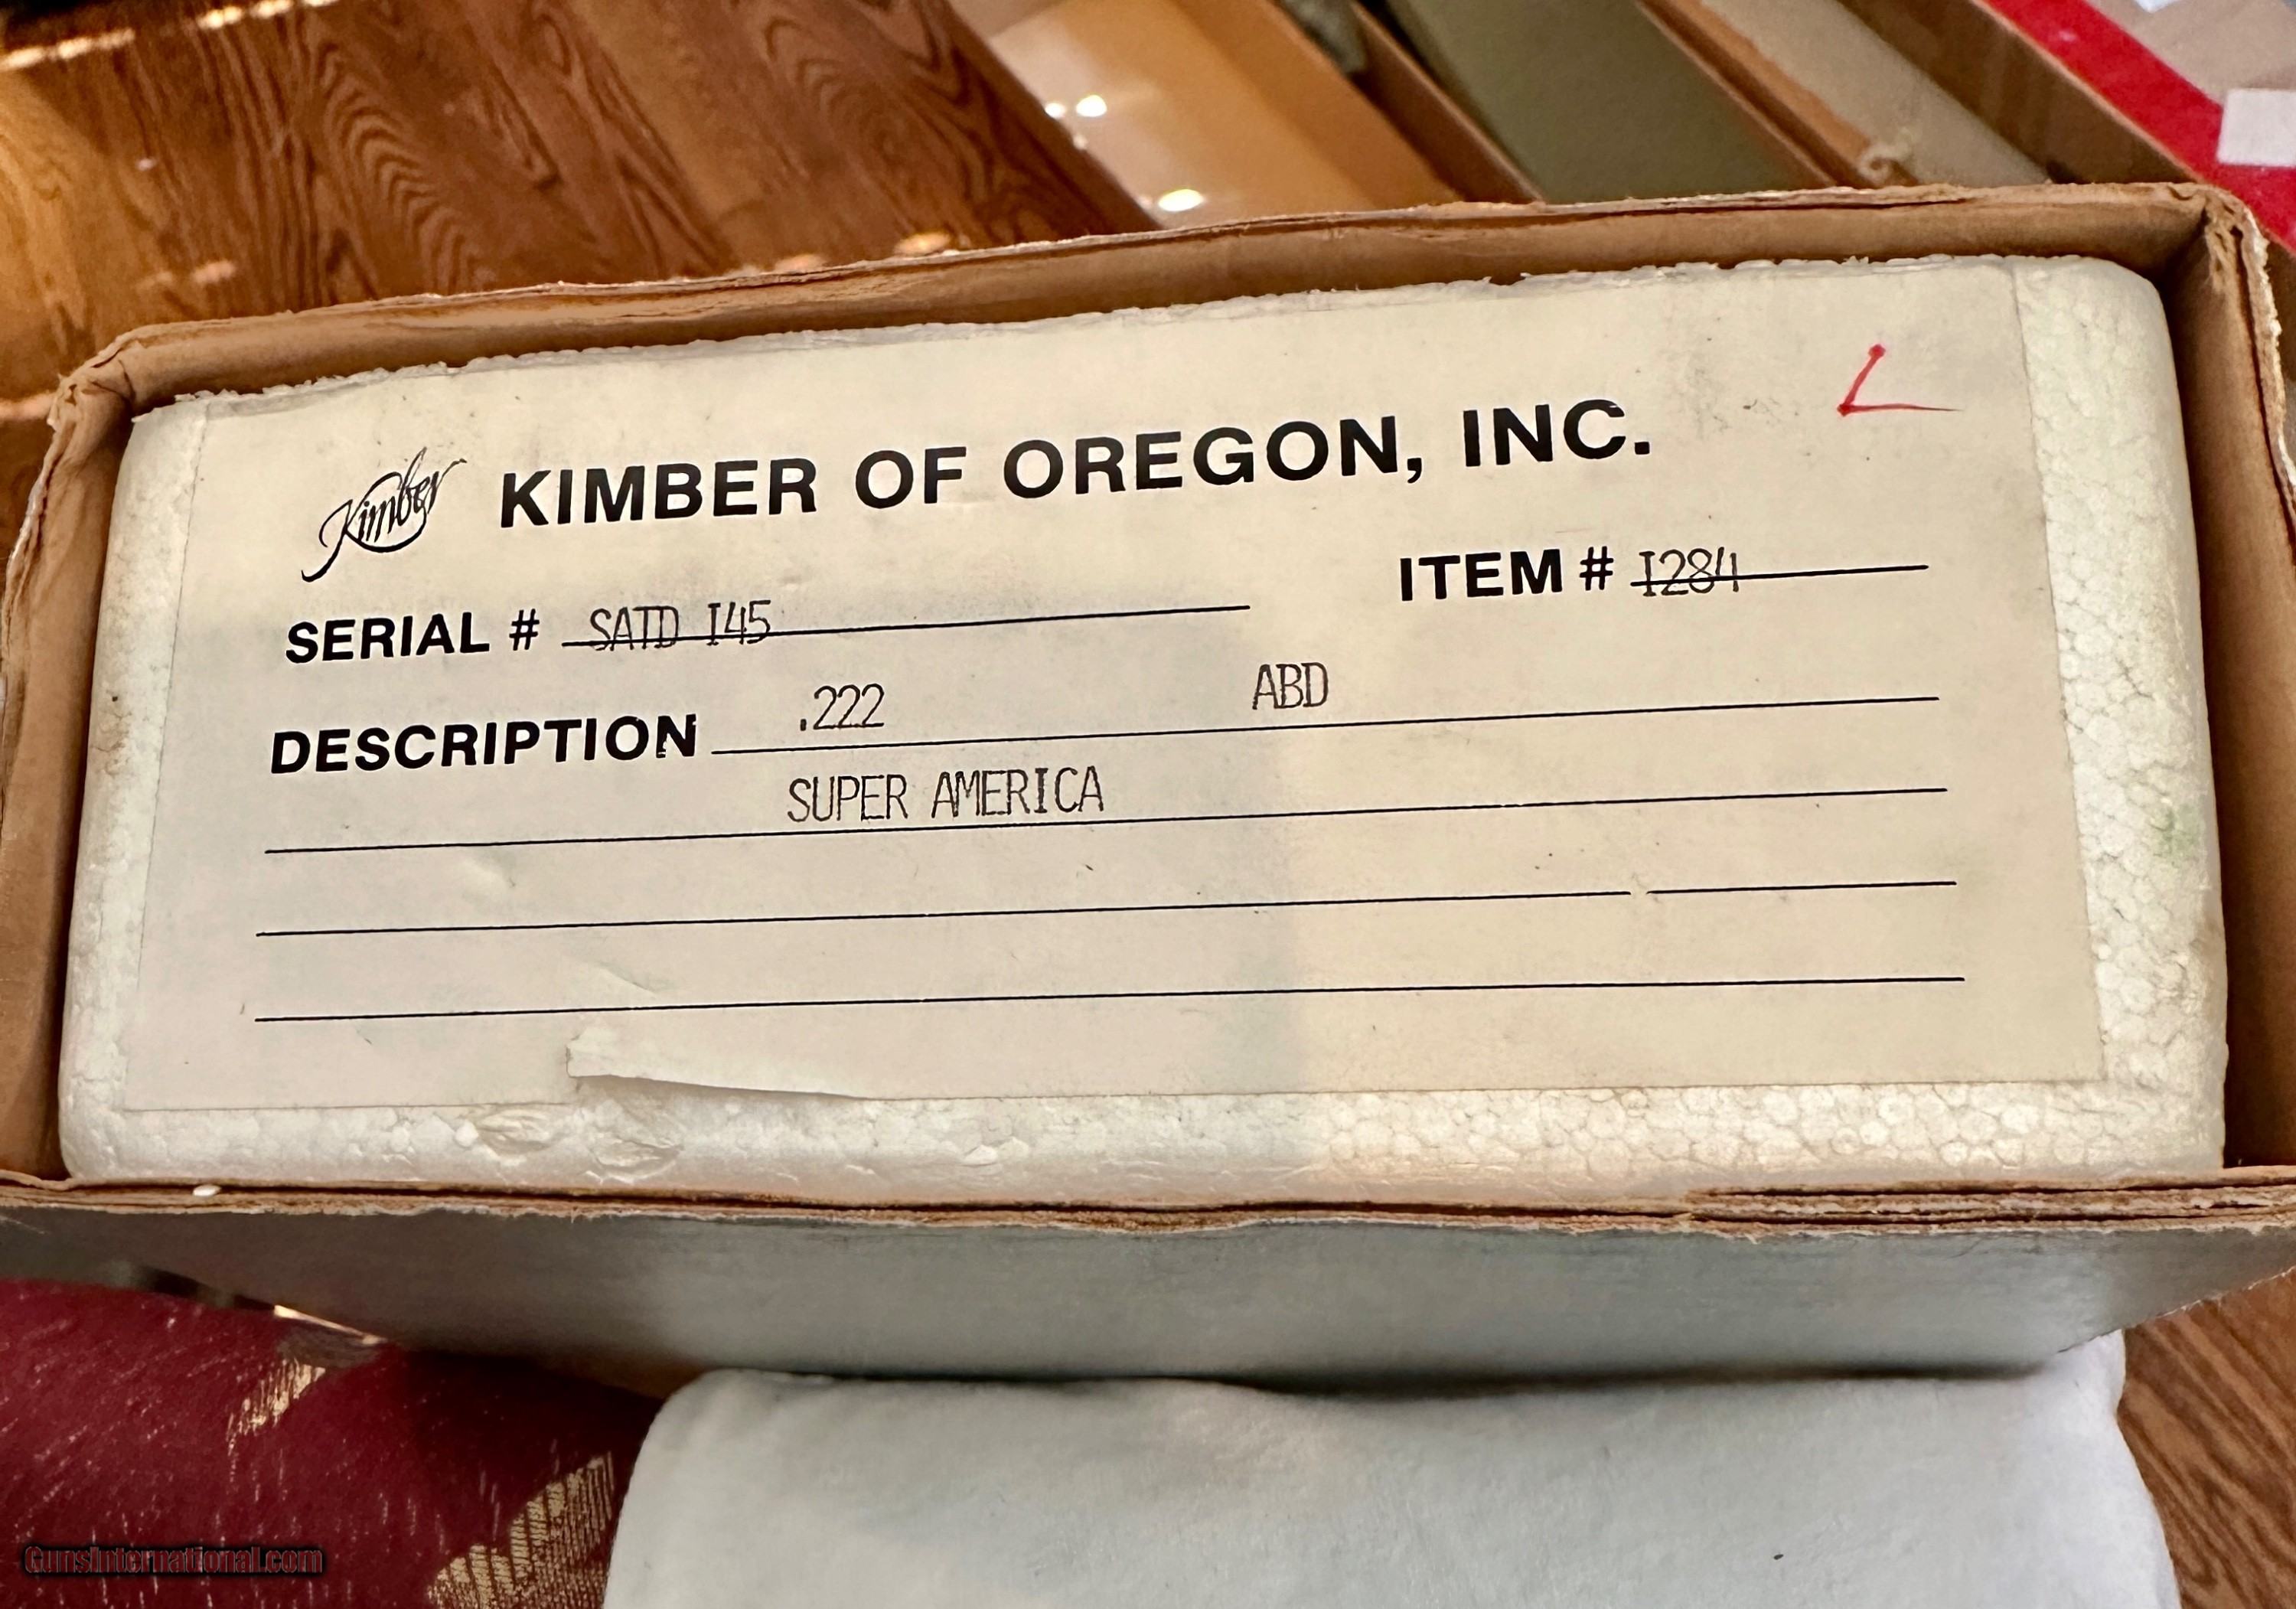 Kimber KIMBER OF OREGON, INC. L
SERIAL # SATD I45 ITEM # I284
DESCRIPTION .222 ABD
SUPER AMERICA
GunsInternational.com